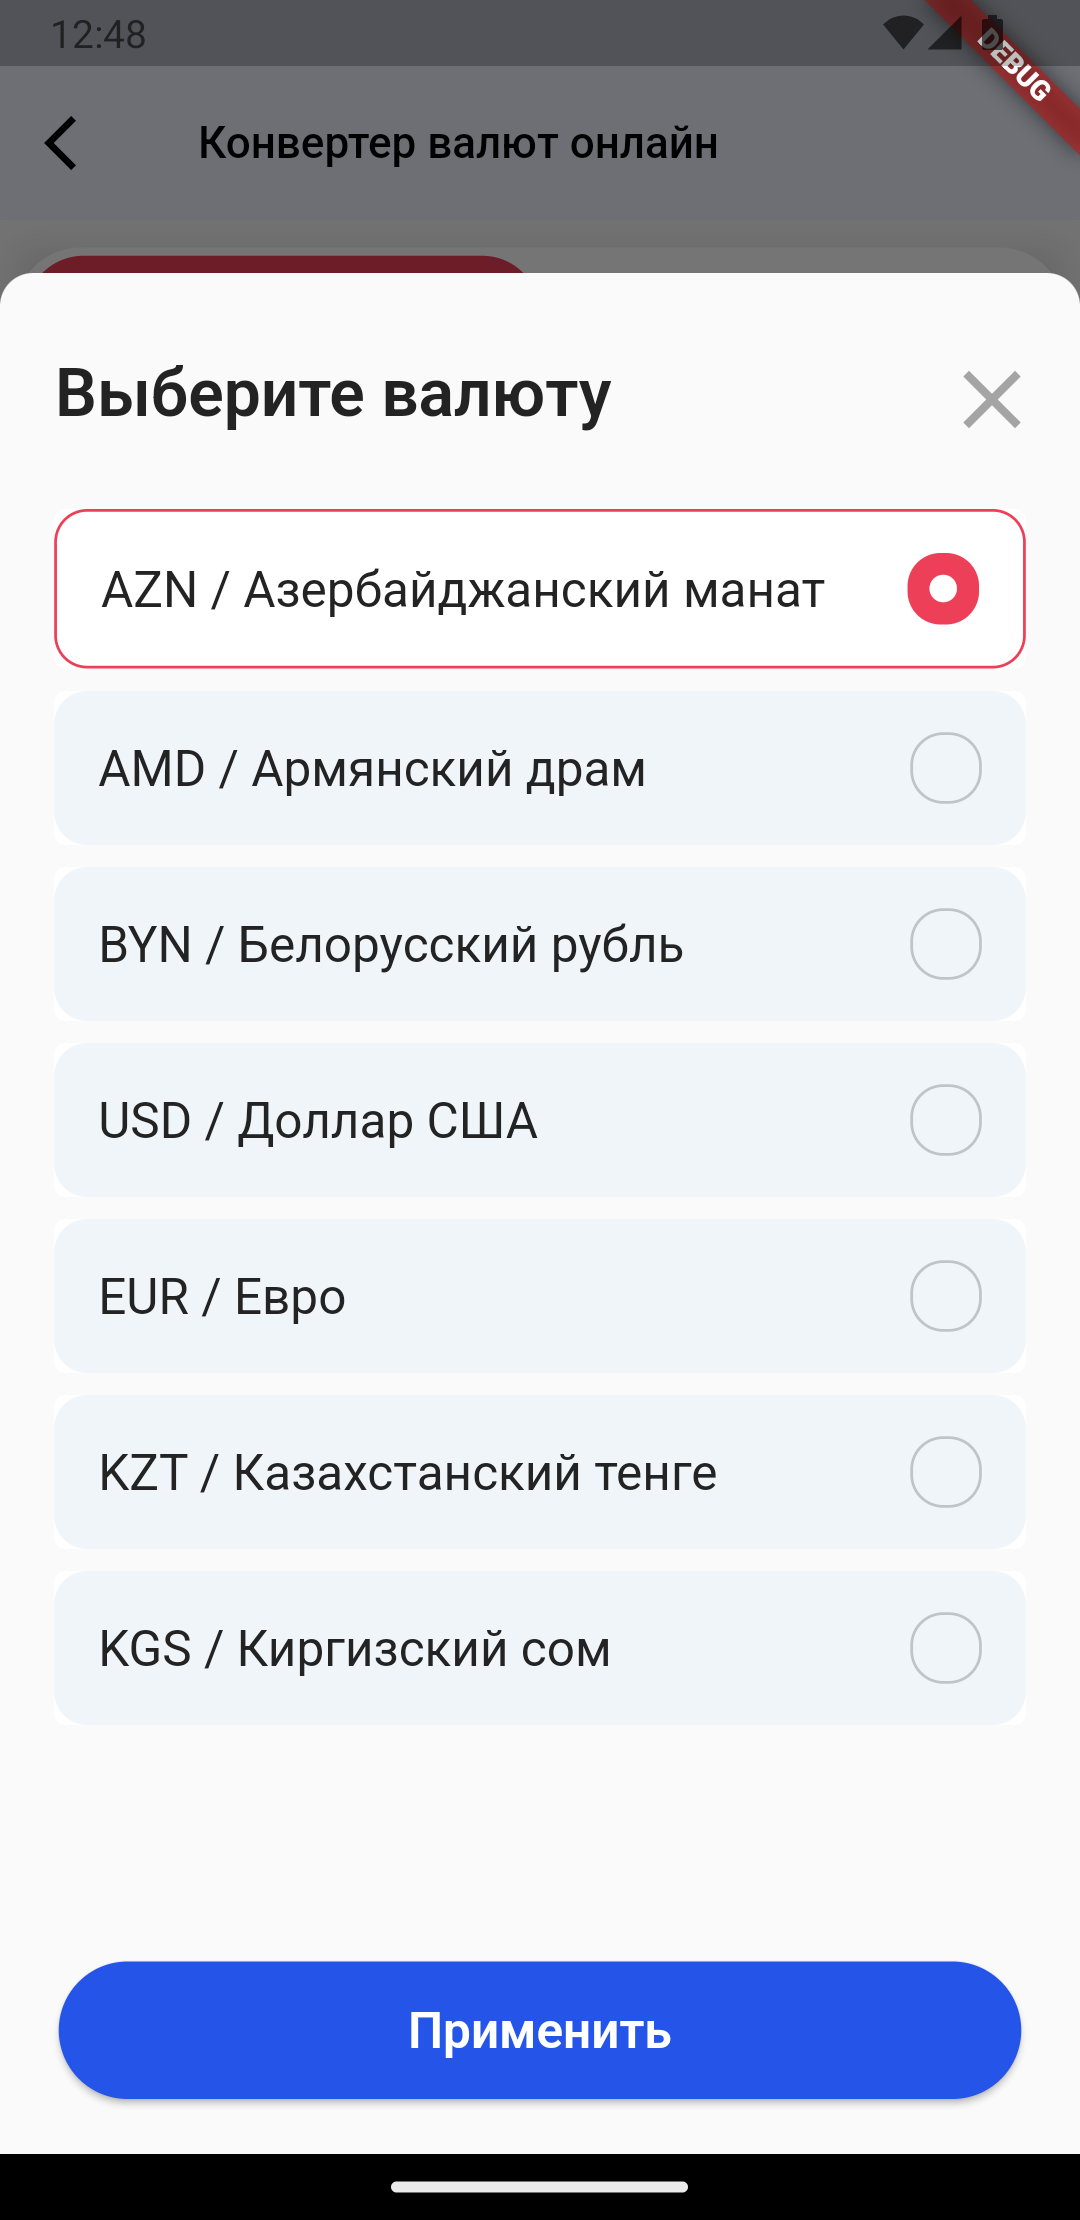 12:48
DEBUG
Конвертер валют онлайн
Выберите валюту
AZN / Азербайджанский манат
AMD / Армянский драм
BYN / Белорусский рубль
USD / Доллар США
EUR / Евро
KZT / Казахстанский тенге
KGS / Киргизский сом
Применить